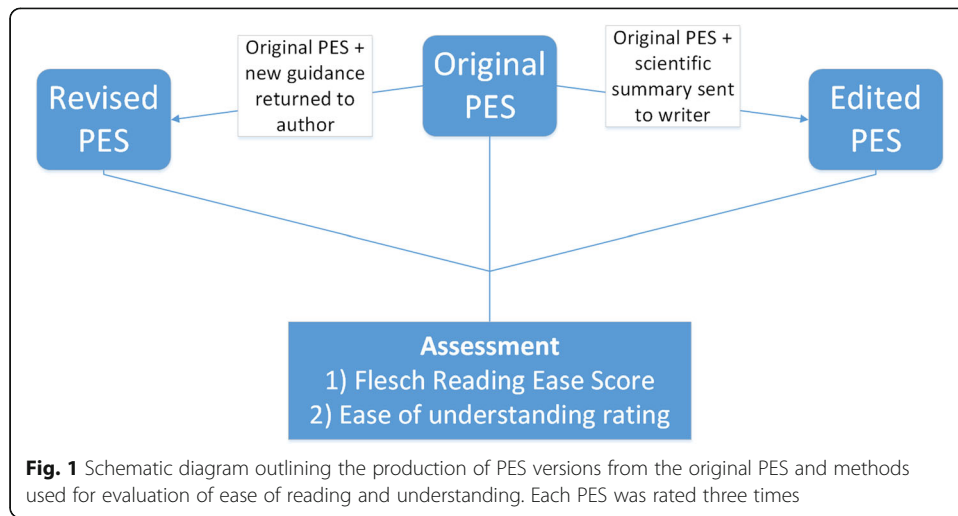 Original PES +
new guidance
returned to
author
Original
PES
Original PES +
scientific
summary sent
to writer
Revised
PES
Edited
PES
Assessment
1) Flesch Reading Ease Score
2) Ease of understanding rating
Fig. 1 Schematic diagram outlining the production of PES versions from the original PES and methods
used for evaluation of ease of reading and understanding. Each PES was rated three times